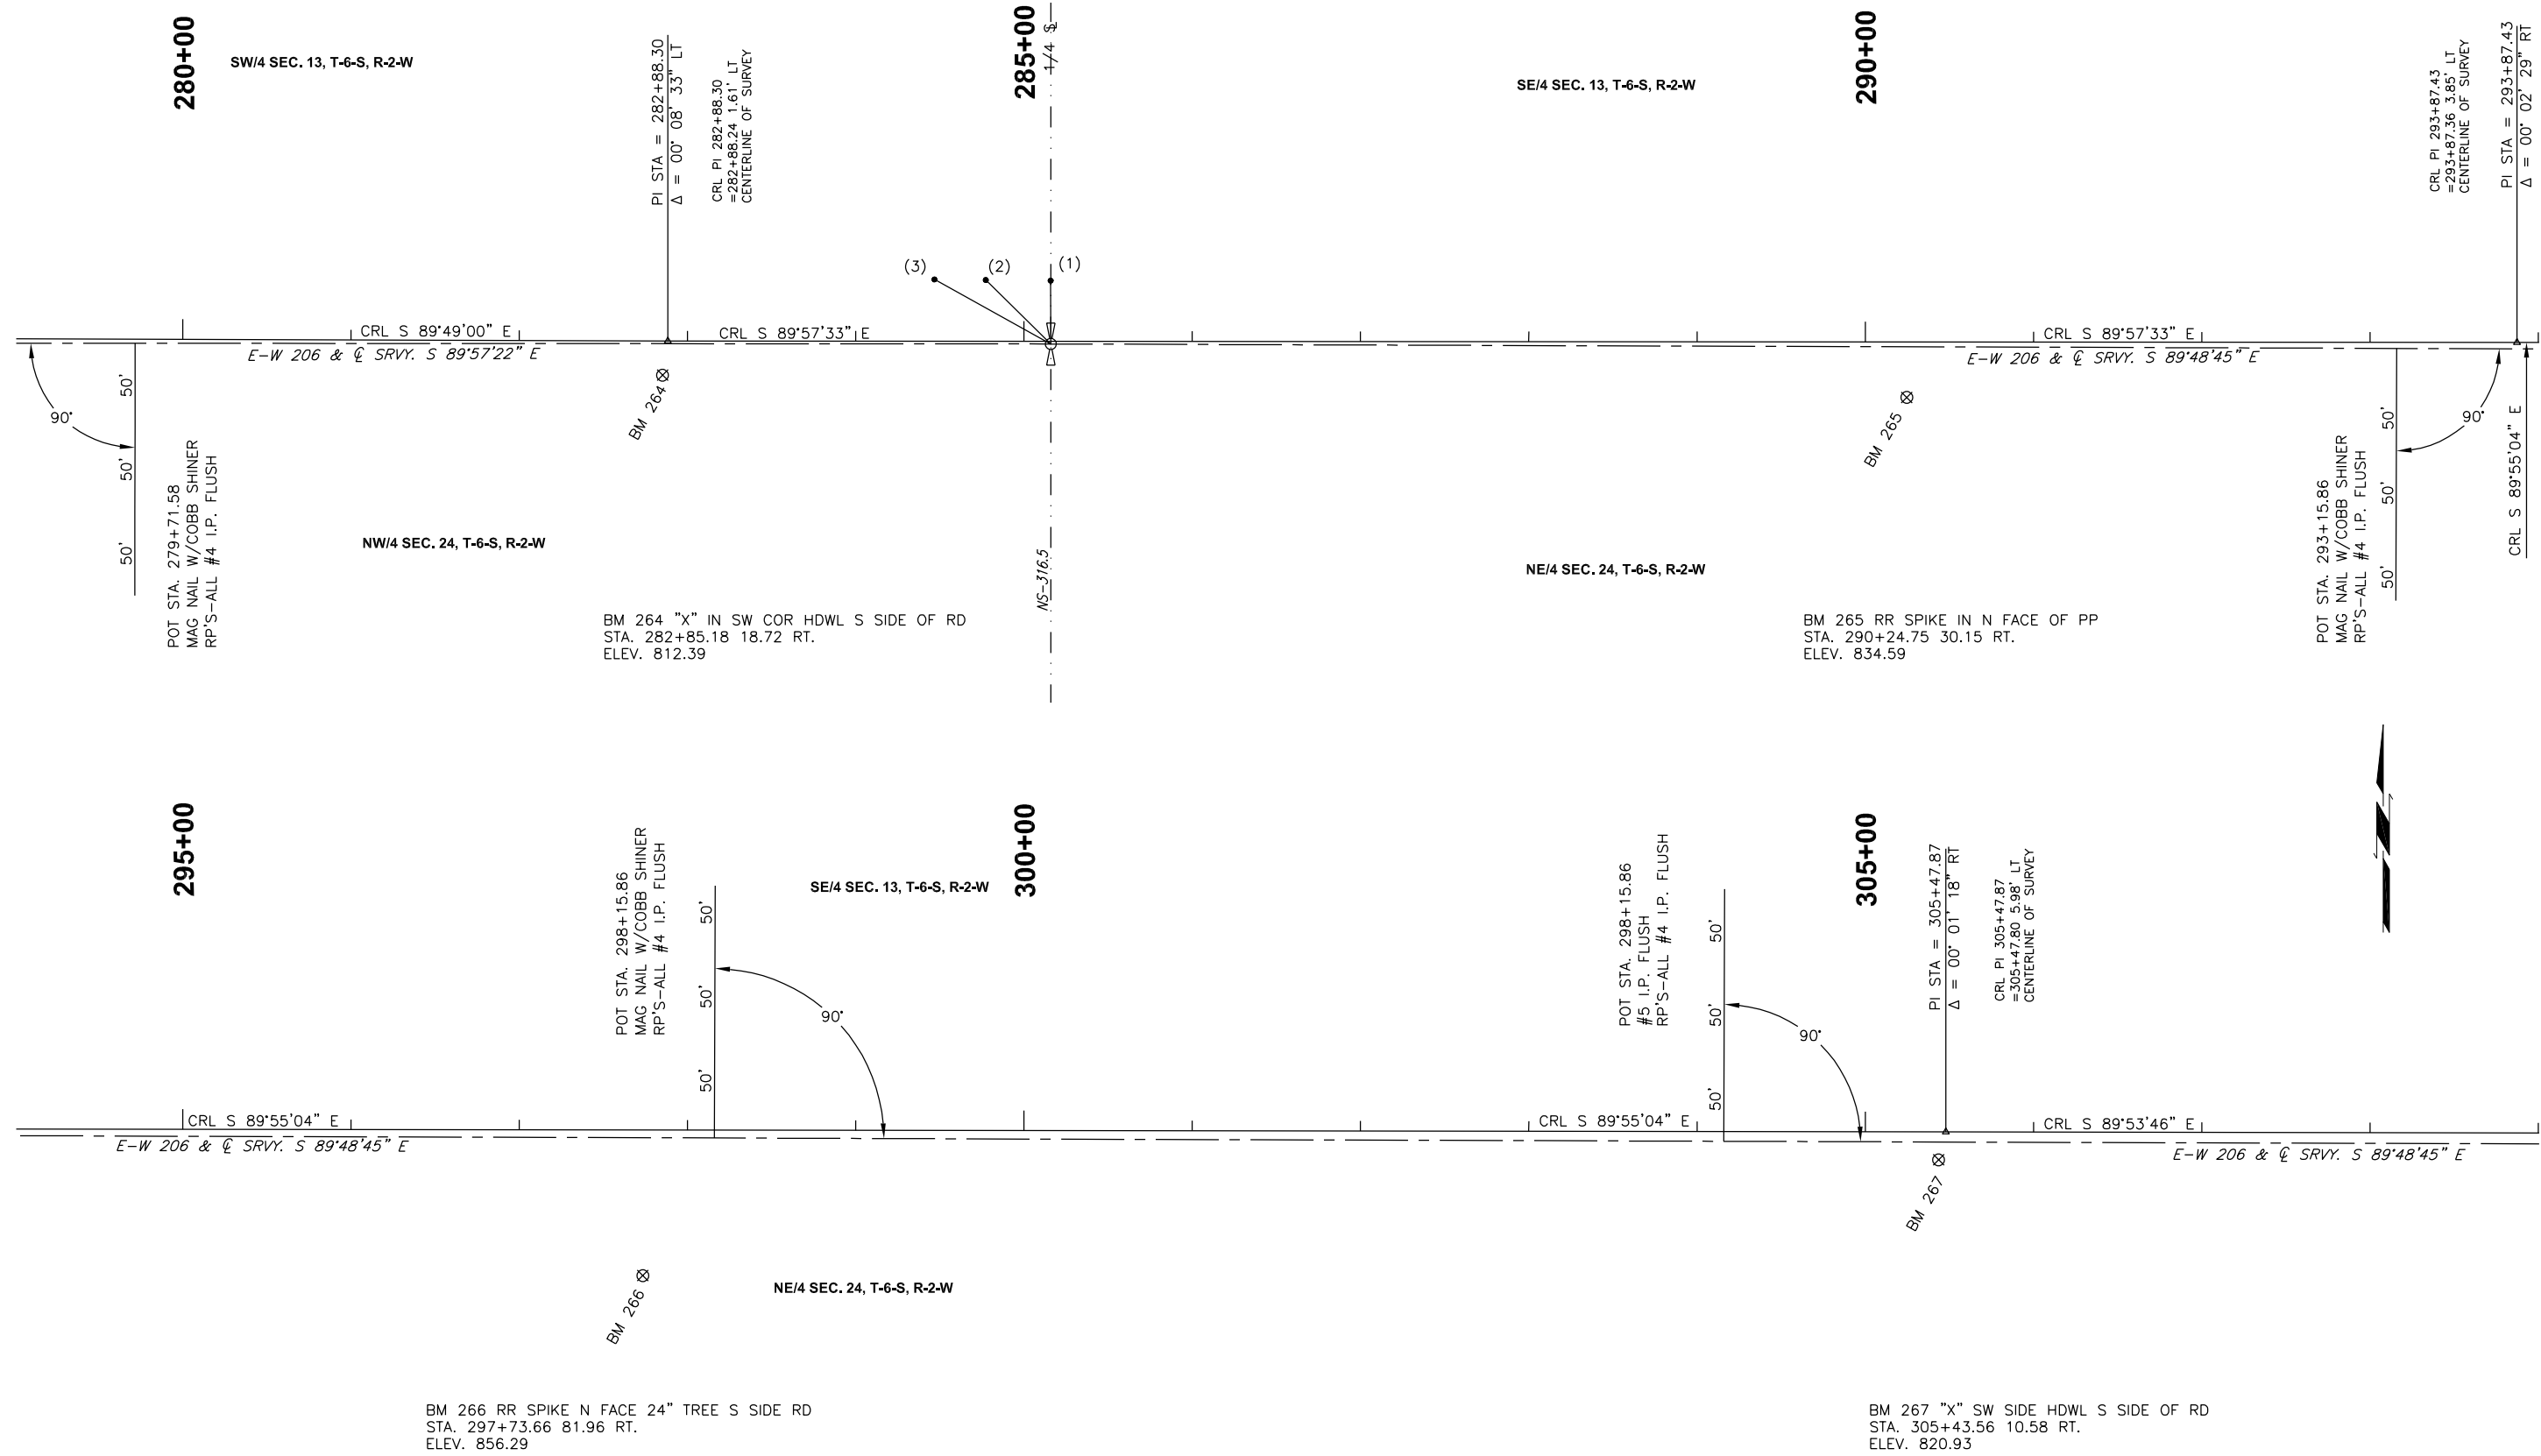 280+00
SW/4 SEC. 13, T-6-S, R-2-W
PI STA = 282+88.30
Δ = 00° 08' 33" LT
CRL PI 282+88.30
=282+88.24 1.61' LT
CENTERLINE OF SURVEY
285+00
1/4 SL
SE/4 SEC. 13, T-6-S, R-2-W
290+00
CRL PI 293+87.43
=293+87.36 3.85' LT
CENTERLINE OF SURVEY
PI STA = 293+87.43
Δ = 00° 02' 29" RT
(3)
(2)
(1)
CRL S 89°49'00" E
CRL S 89°57'33" E
CRL S 89°57'33" E
E-W 206 & ℄ SRVY. S 89°57'22" E
E-W 206 & ℄ SRVY. S 89°48'45" E
90°
50'
50'
50'
POT STA. 279+71.58
MAG NAIL W/COBB SHINER
RP'S-ALL #4 I.P. FLUSH
BM 264
BM 265
NW/4 SEC. 24, T-6-S, R-2-W
NS-316.5
NE/4 SEC. 24, T-6-S, R-2-W
POT STA. 293+15.86
MAG NAIL W/COBB SHINER
RP'S-ALL #4 I.P. FLUSH
50'
50'
50'
90°
CRL S 89°55'04" E
BM 264 "X" IN SW COR HDWL S SIDE OF RD
STA. 282+85.18 18.72 RT.
ELEV. 812.39
BM 265 RR SPIKE IN N FACE OF PP
STA. 290+24.75 30.15 RT.
ELEV. 834.59
N
295+00
POT STA. 298+15.86
MAG NAIL W/COBB SHINER
RP'S-ALL #4 I.P. FLUSH
50'
50'
50'
90°
SE/4 SEC. 13, T-6-S, R-2-W
300+00
POT STA. 298+15.86
#5 I.P. FLUSH
RP'S-ALL #4 I.P. FLUSH
50'
50'
50'
90°
305+00
PI STA = 305+47.87
Δ = 00° 01' 18" RT
CRL PI 305+47.87
=305+47.80 5.98' LT
CENTERLINE OF SURVEY
CRL S 89°55'04" E
CRL S 89°55'04" E
CRL S 89°53'46" E
E-W 206 & ℄ SRVY. S 89°48'45" E
E-W 206 & ℄ SRVY. S 89°48'45" E
BM 266
BM 267
NE/4 SEC. 24, T-6-S, R-2-W
BM 266 RR SPIKE N FACE 24" TREE S SIDE RD
STA. 297+73.66 81.96 RT.
ELEV. 856.29
BM 267 "X" SW SIDE HDWL S SIDE OF RD
STA. 305+43.56 10.58 RT.
ELEV. 820.93